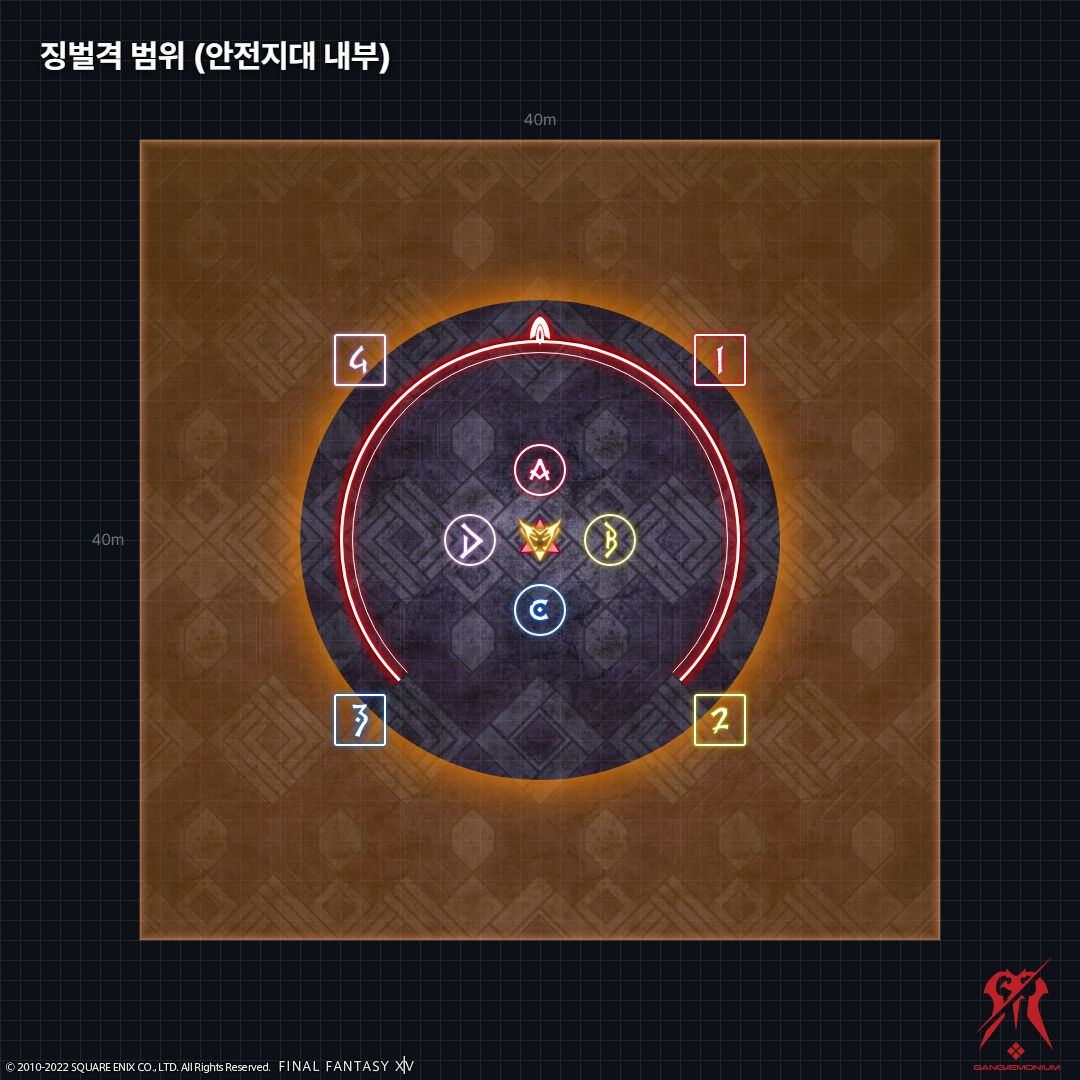 징벌격 범위 (안전지대 내부)
40m
4
1
A
40m
D
B
C
3
2
GANGÆMONIUM
© 2010-2022 SQUARE ENIX CO., LTD. All Rights Reserved. FINAL FANTASY XIV